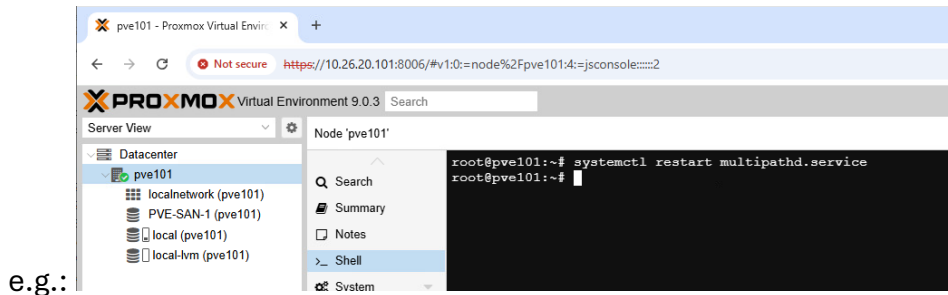 pve101 - Proxmox Virtual Enviro
Not secure https://10.26.20.101:8006/#v1:0:=node%2Fpve101:4:=jsconsole::::::2
PROXMOX Virtual Environment 9.0.3 Search
Server View
Node 'pve101'
Datacenter
pve101
localnetwork (pve101)
PVE-SAN-1 (pve101)
local (pve101)
local-lvm (pve101)
Search
Summary
Notes
>_ Shell
System
root@pve101:~# systemctl restart multipathd.service
root@pve101:~#
e.g.: